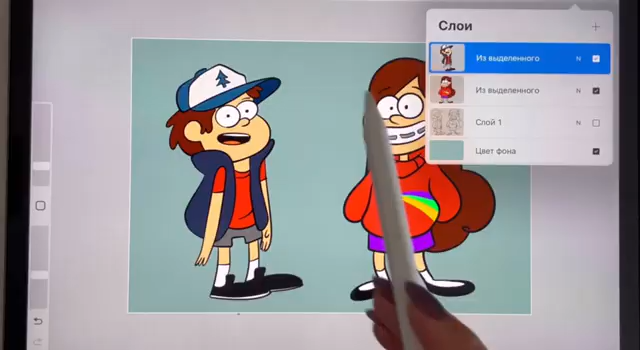 Слои
Из выделенного N
Из выделенного N
Слой 1 N
Цвет фона